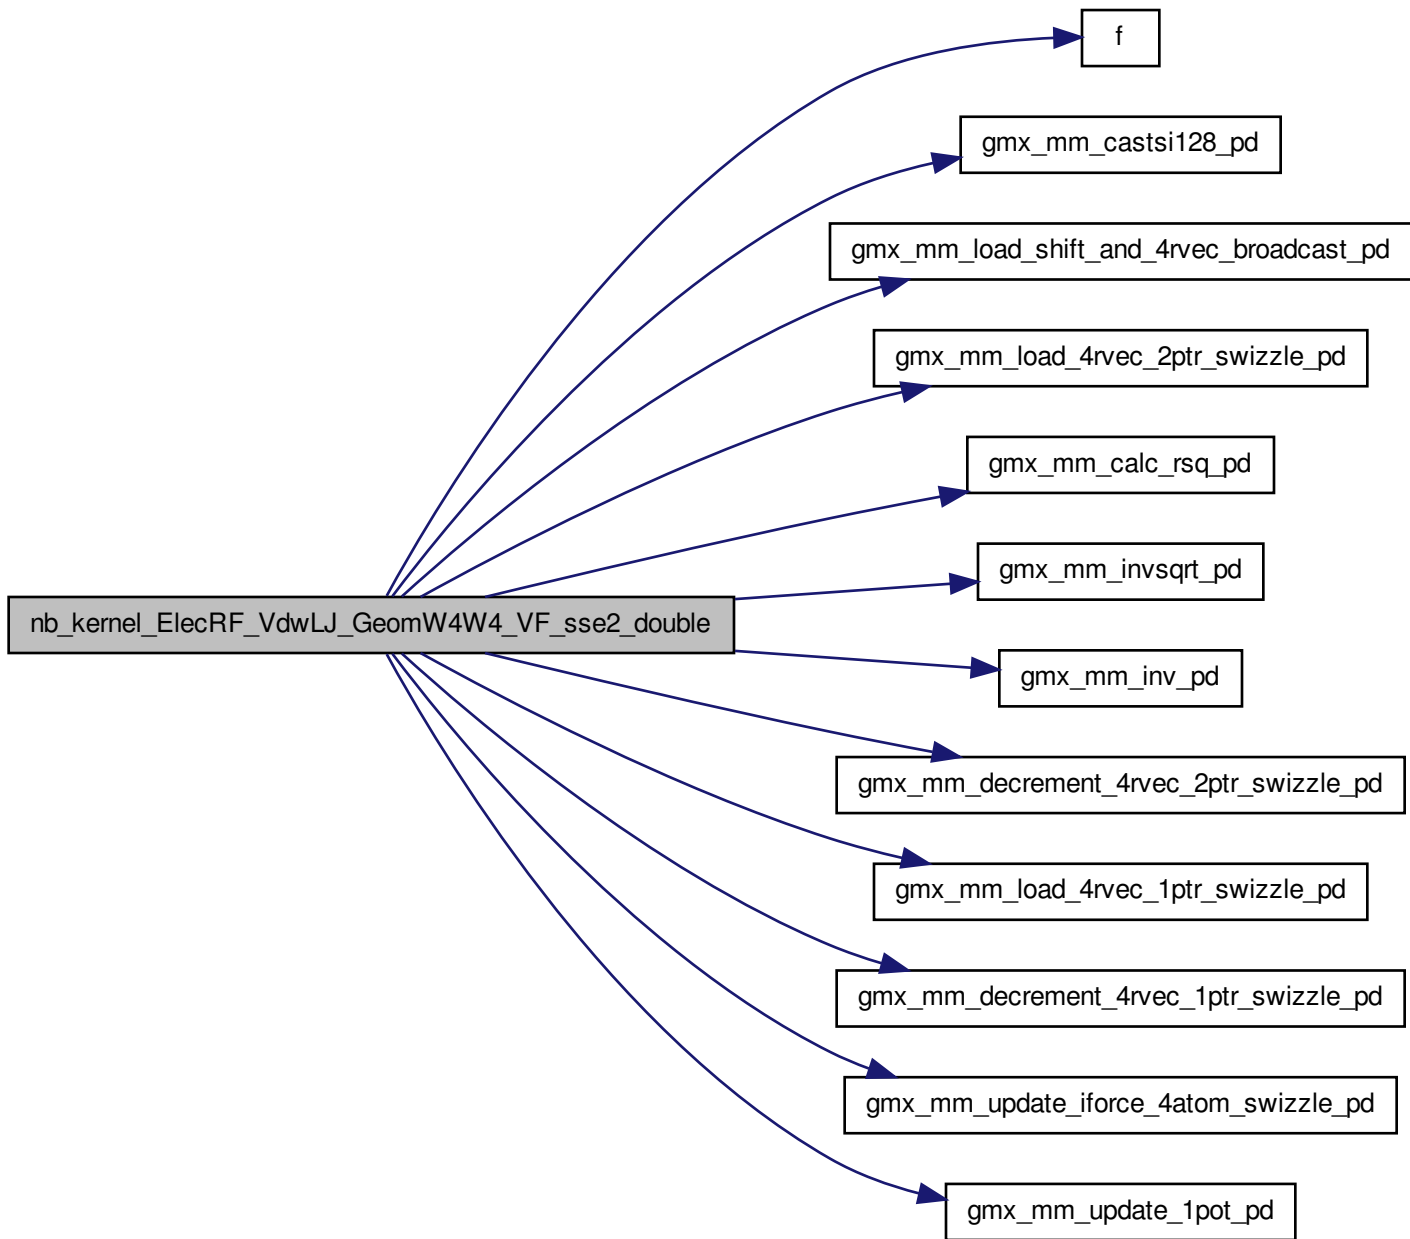 f
gmx_mm_castsi128_pd
gmx_mm_load_shift_and_4rvec_broadcast_pd
gmx_mm_load_4rvec_2ptr_swizzle_pd
gmx_mm_calc_rsq_pd
gmx_mm_invsqrt_pd
nb_kernel_ElecRF_VdwLJ_GeomW4W4_VF_sse2_double
gmx_mm_inv_pd
gmx_mm_decrement_4rvec_2ptr_swizzle_pd
gmx_mm_load_4rvec_1ptr_swizzle_pd
gmx_mm_decrement_4rvec_1ptr_swizzle_pd
gmx_mm_update_iforce_4atom_swizzle_pd
gmx_mm_update_1pot_pd